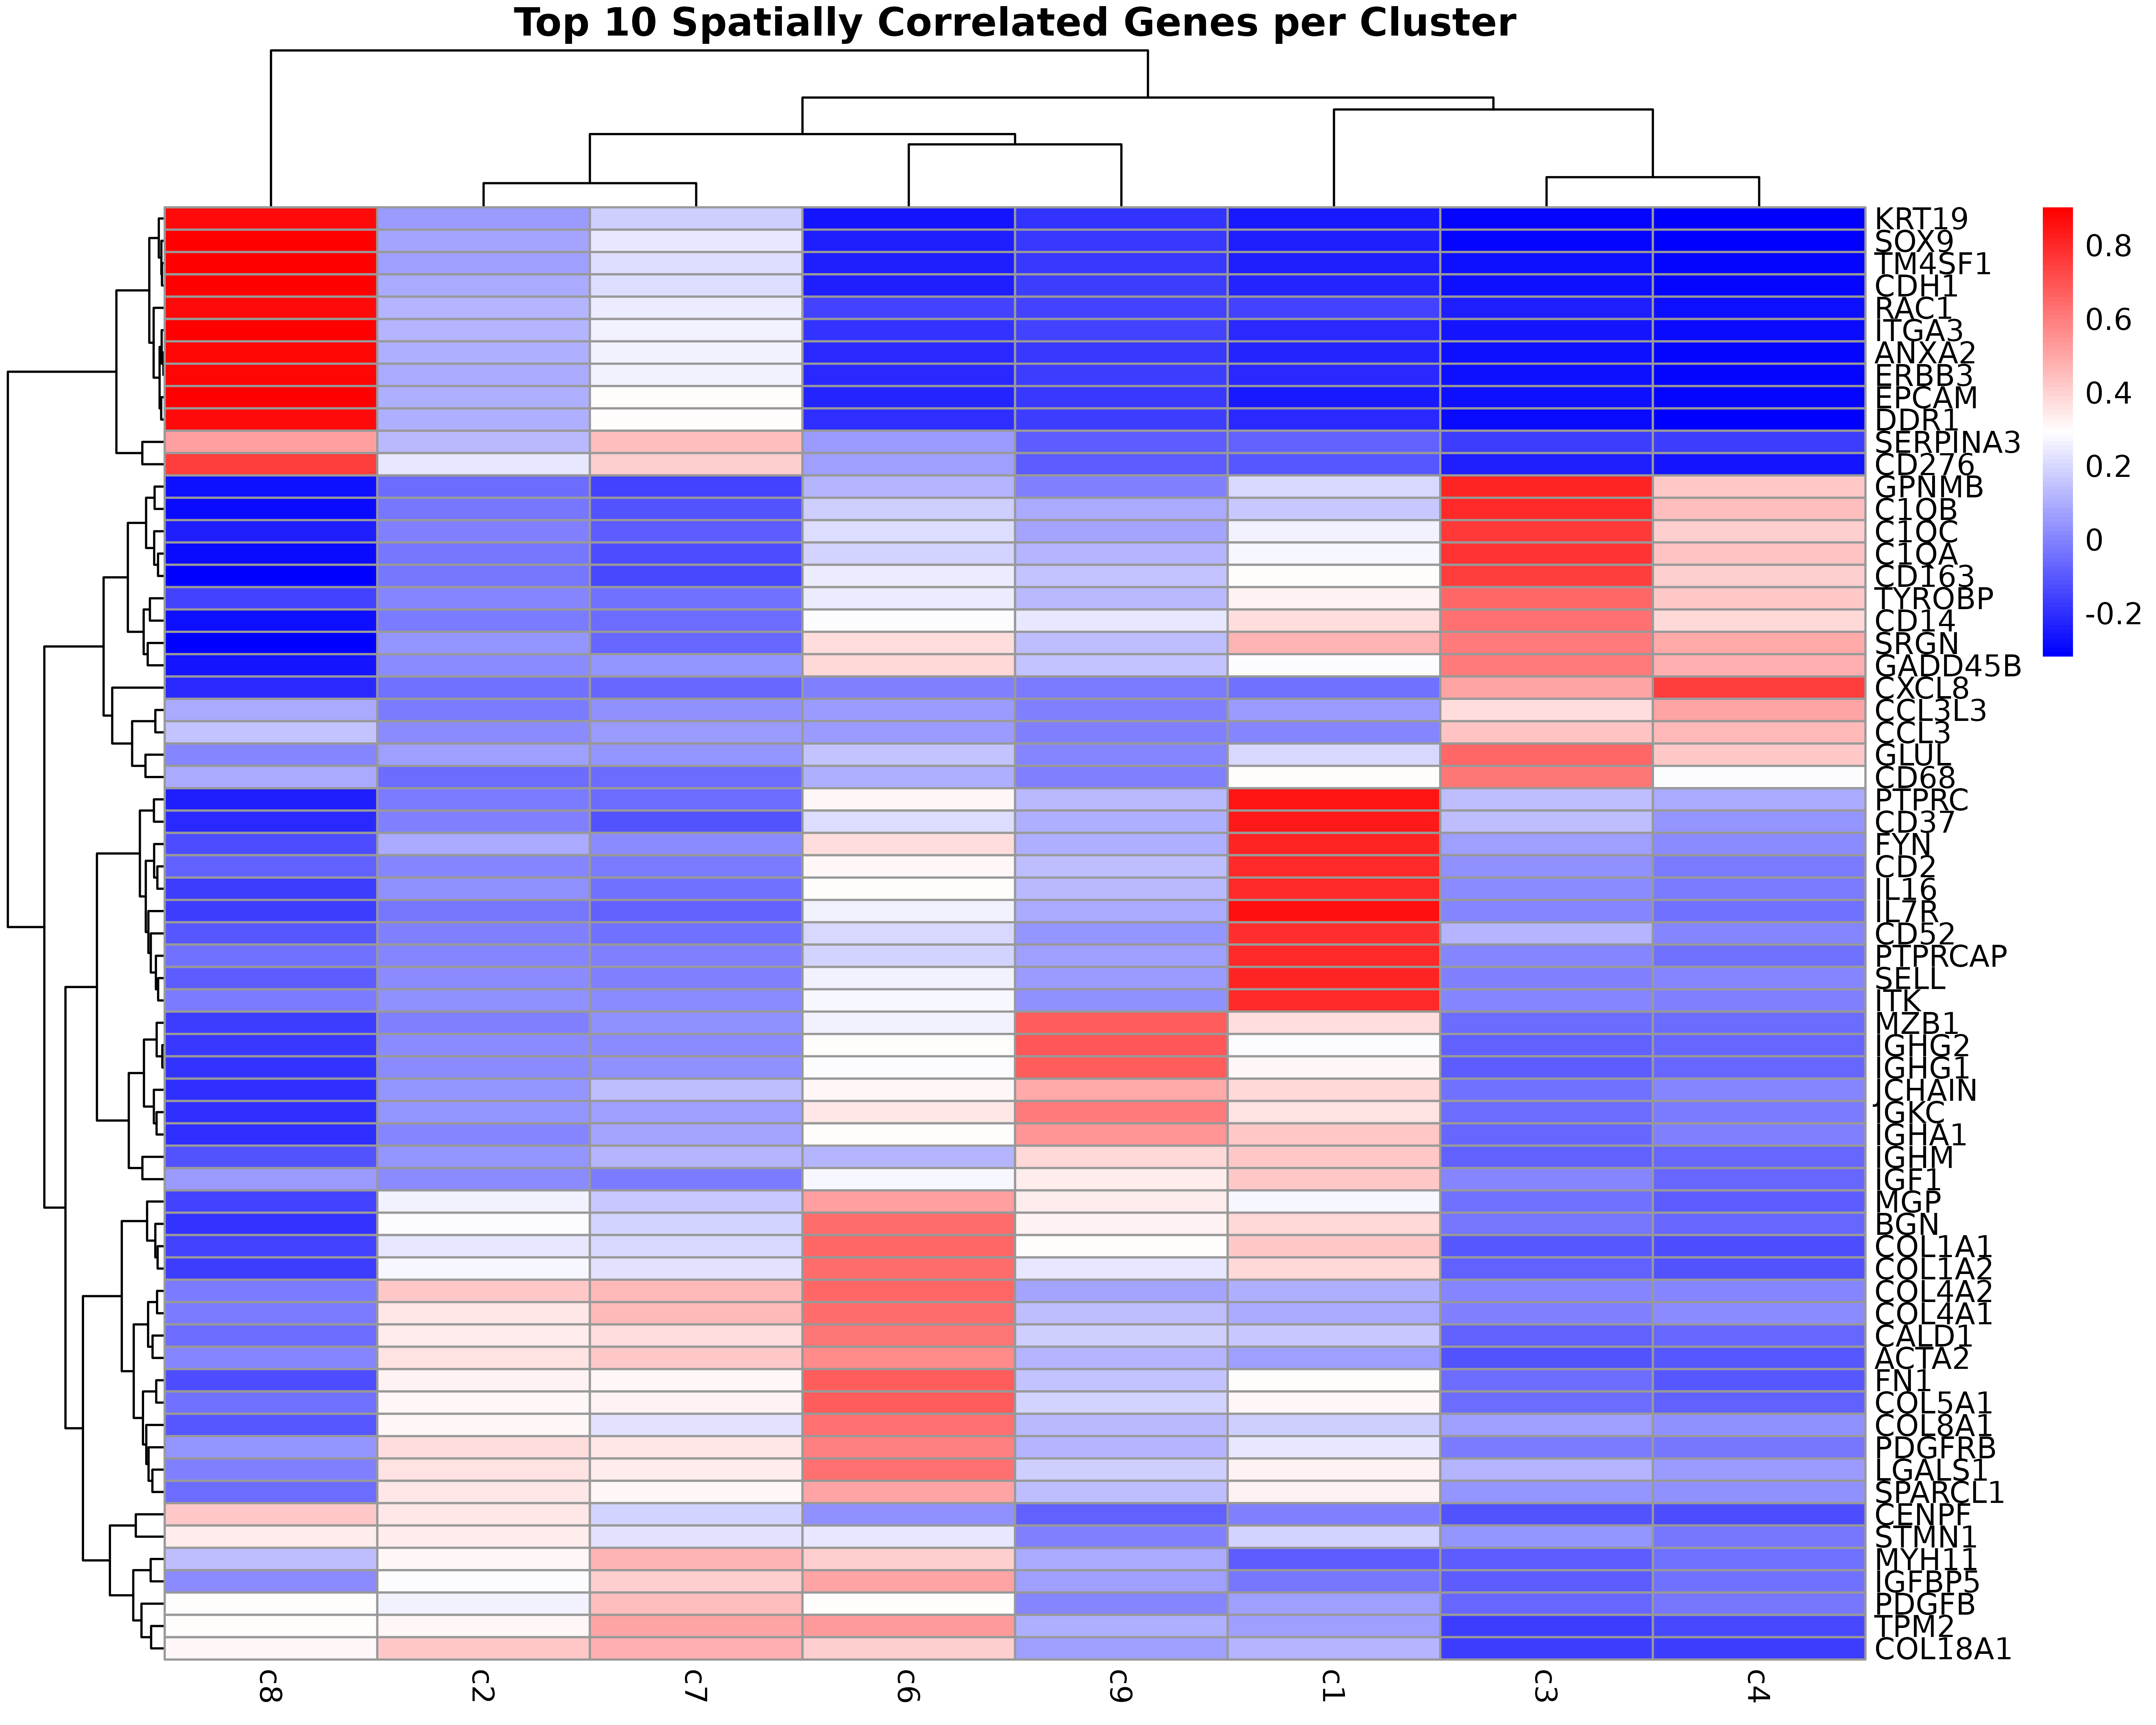 Top 10 Spatially Correlated Genes per Cluster
KRT19
SOX9
TM4SF1
CDH1
RAC1
ITGA3
ANXA2
ERBB3
EPCAM
DDR1
SERPINA3
CD276
GPNMB
C1QB
C1QC
C1QA
CD163
TYROBP
CD14
SRGN
GADD45B
CXCL8
CCL3L3
CCL3
GLUL
CD68
PTPRC
CD37
FYN
CD2
IL16
IL7R
CD52
PTPRCAP
SELL
ITK
MZB1
IGHG2
IGHG1
JCHAIN
IGKC
IGHA1
IGHM
IGF1
MGP
BGN
COL1A1
COL1A2
COL4A2
COL4A1
CALD1
ACTA2
FN1
COL5A1
COL8A1
PDGFRB
LGALS1
SPARCL1
CENPF
STMN1
MYH11
IGFBP5
PDGFB
TPM2
COL18A1
0.8
0.6
0.4
0.2
0
-0.2
c8
c2
c7
c6
c9
c1
c3
c4